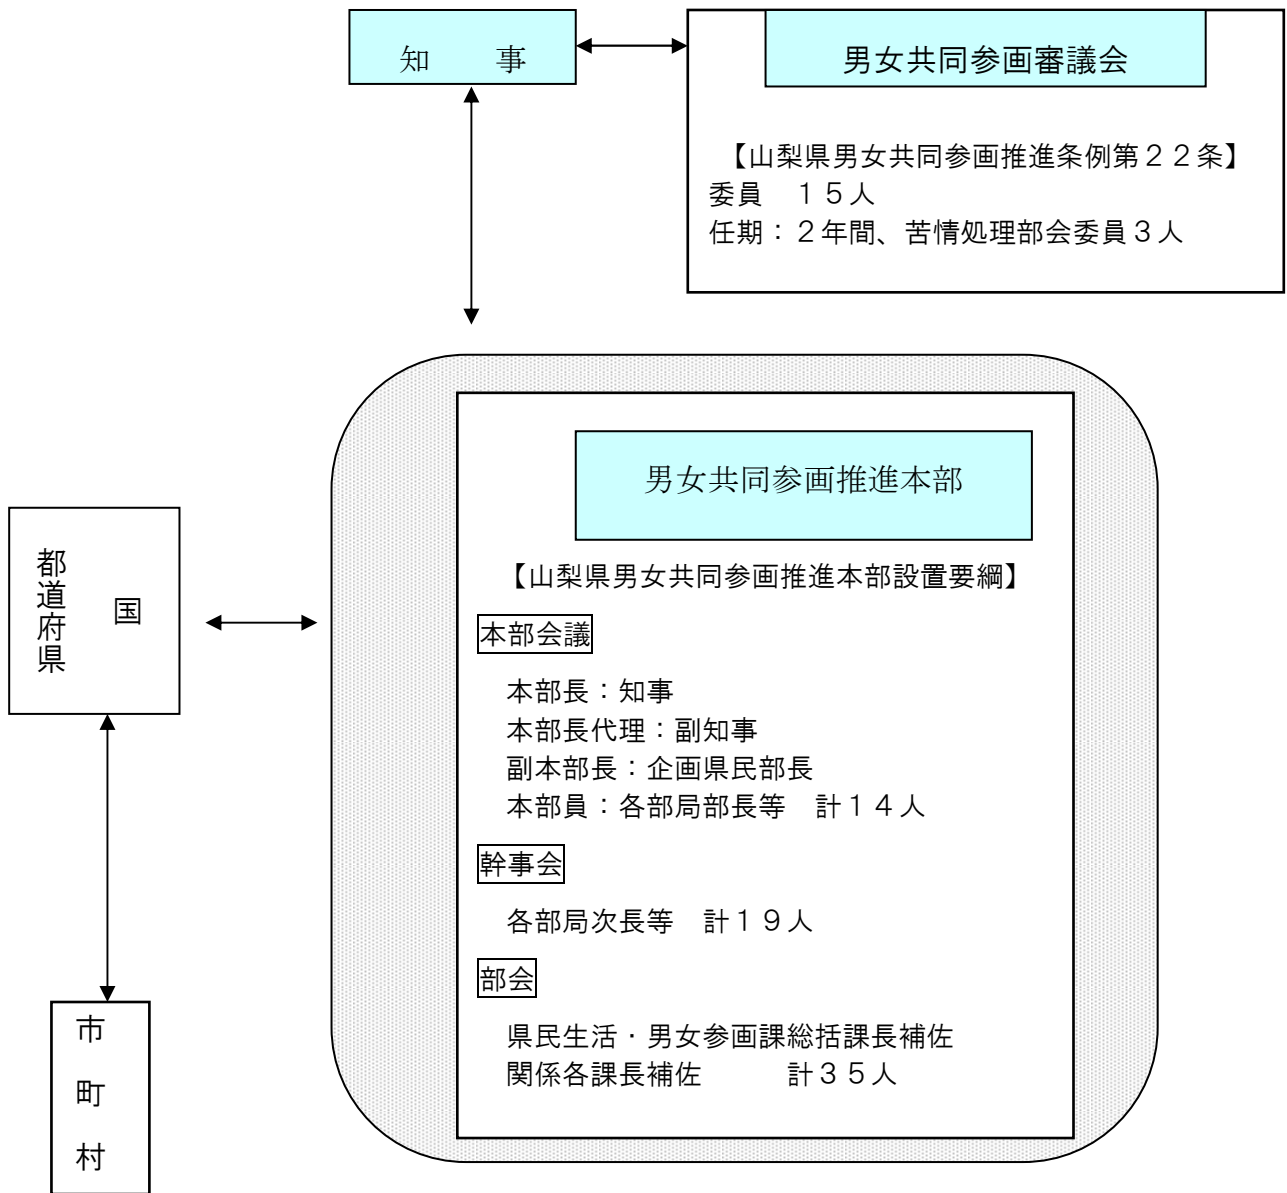 知　　事
男女共同参画審議会
【山梨県男女共同参画推進条例第２２条】
委員　１５人
任期：２年間、苦情処理部会委員３人
男女共同参画推進本部
【山梨県男女共同参画推進本部設置要綱】
本部会議
本部長：知事
本部長代理：副知事
副本部長：企画県民部長
本部員：各部局部長等　計１４人
幹事会
各部局次長等　計１９人
部会
県民生活・男女参画課総括課長補佐
関係各課長補佐　　　計３５人
国
都道府県
市町村